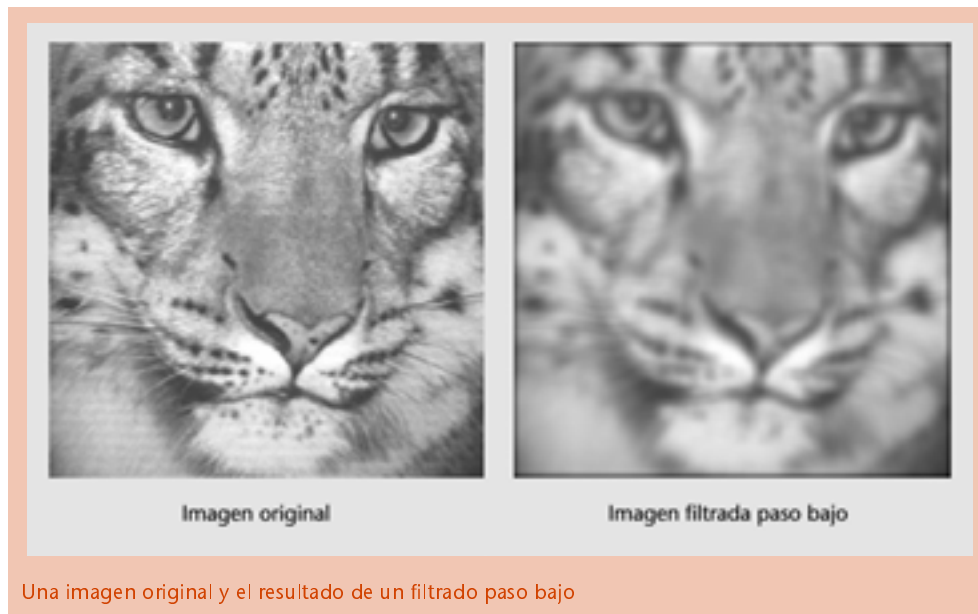 Imagen original
Imagen filtrada paso bajo
Una imagen original y el resultado de un filtrado paso bajo